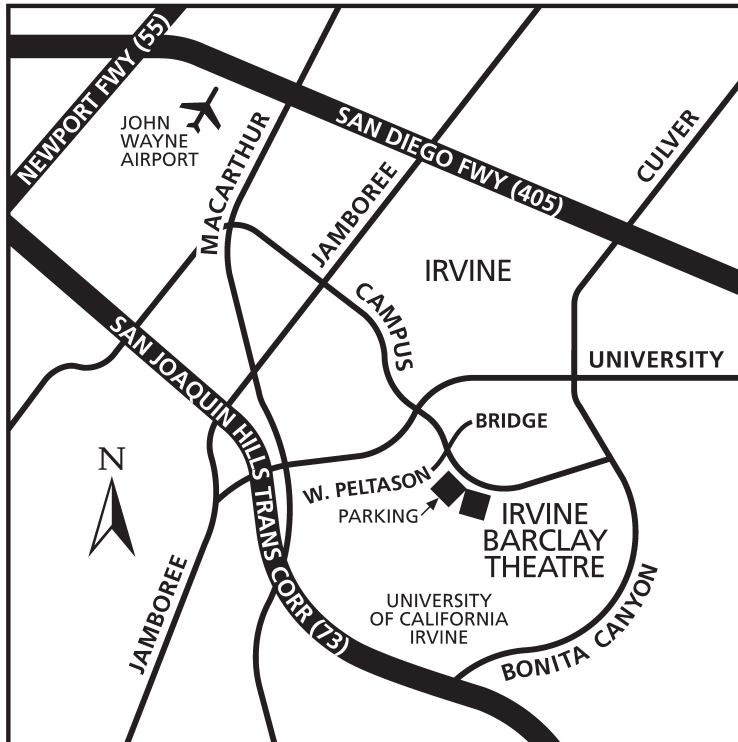 NEWPORT FWY (55)
JOHN
WAYNE
AIRPORT
MACARTHUR
SAN DIEGO FWY (405)
CULVER
JAMBOREE
IRVINE
CAMPUS
SAN JOAQUIN HILLS TRANS CORR (73)
UNIVERSITY
BRIDGE
N
W. PELTASON
PARKING
IRVINE
BARCLAY
THEATRE
JAMBOREE
UNIVERSITY
OF CALIFORNIA
IRVINE
BONITA CANYON